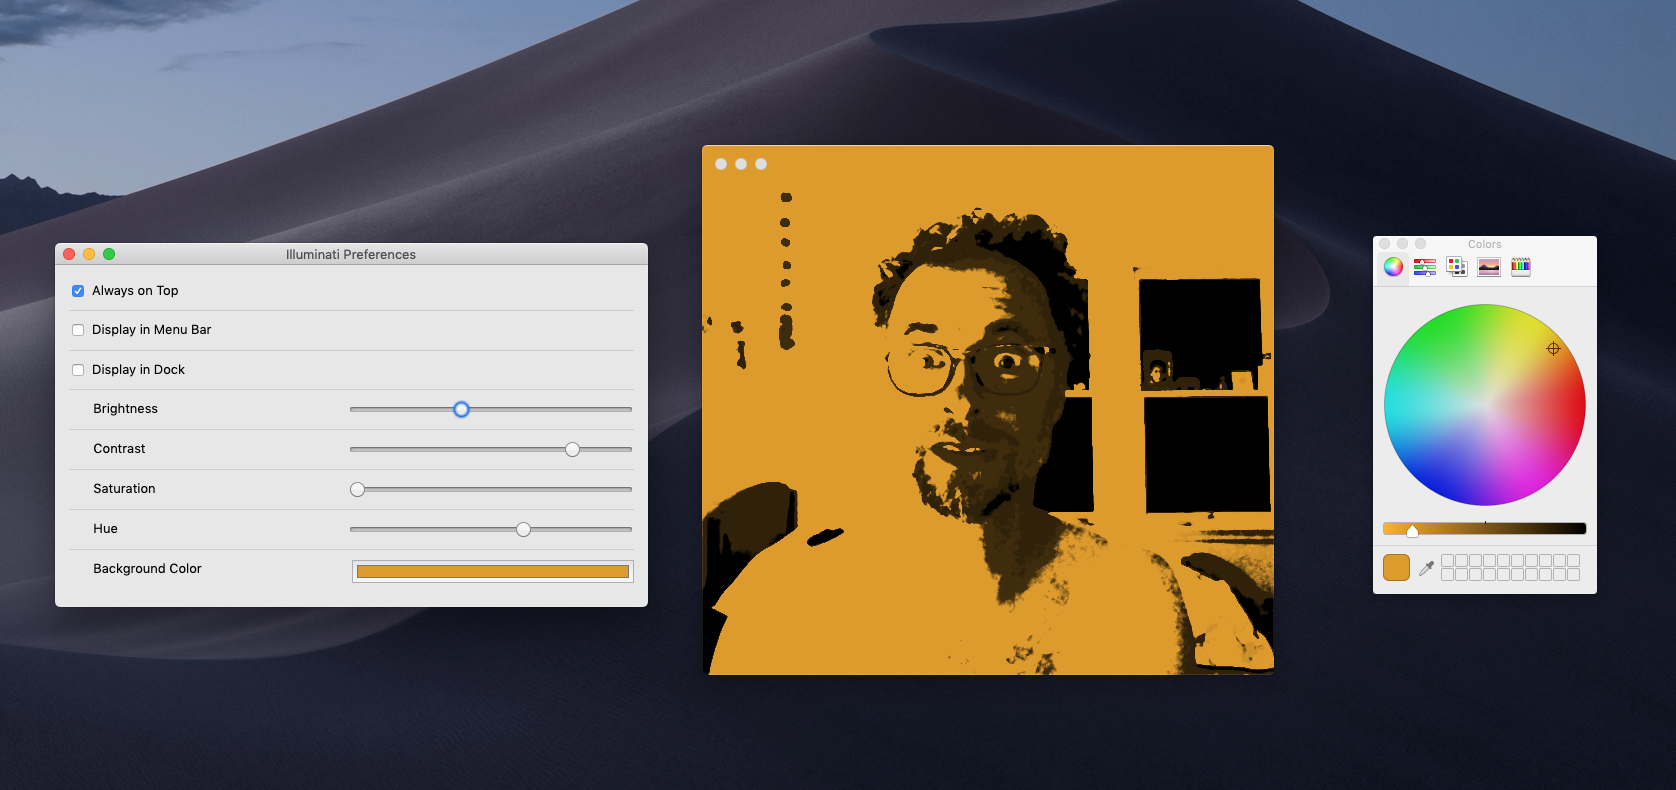 Illuminati Preferences
Always on Top
Display in Menu Bar
Display in Dock
Brightness
Contrast
Saturation
Hue
Background Color
Colors